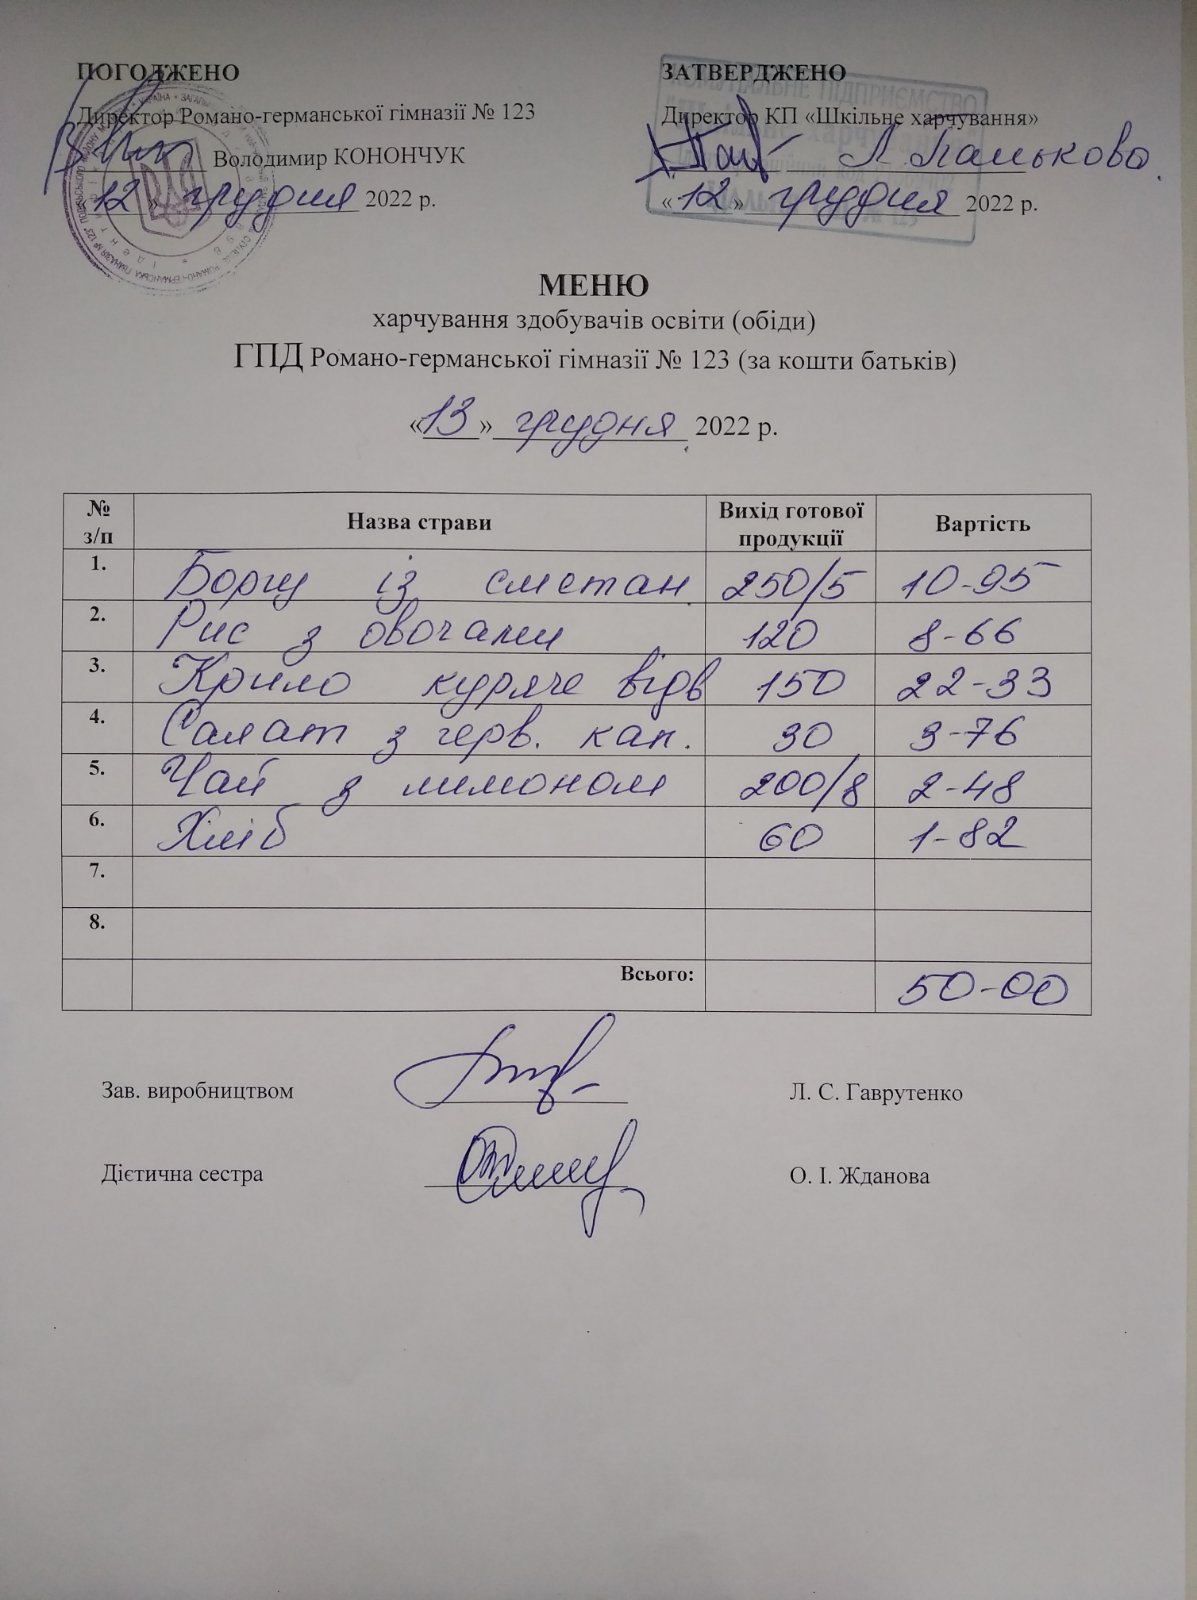 ПОГОДЖЕНО
Директор Романо-германської гімназії № 123
Володимир КОНОНЧУК
«12» грудня 2022 р.
ЗАТВЕРДЖЕНО
Директор КП «Шкільне харчування»
Л Панькова
«12» грудня 2022 р.
МЕНЮ
харчування здобувачів освіти (обіди)
ГПД Романо-германської гімназії № 123 (за кошти батьків)
«13» грудня 2022 р.
№ з/п Назва страви Вихід готової продукції Вартість
1. Борщ із сметан 250/5 10-95
2. Рис з овочами 120 8-66
3. Крило куряче відв 150 22-33
4. Салат з черв. кап. 30 3-76
5. Чай з лимоном 200/8 2-48
6. Хліб 60 1-82
7.
8.
Всього: 50-00
Зав. виробництвом Л. С. Гаврутенко
Дієтична сестра О. І. Жданова